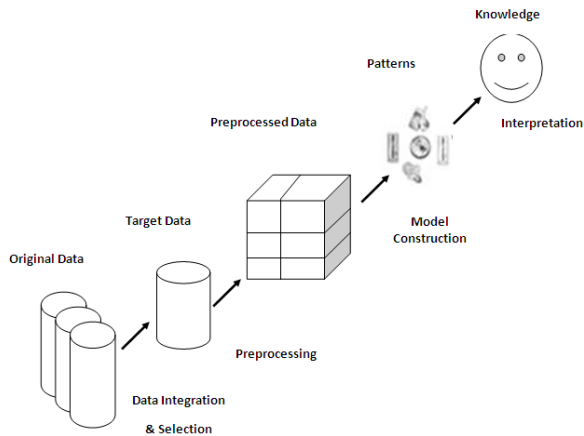 Knowledge
Patterns
Interpretation
Preprocessed Data
Model
Construction
Target Data
Preprocessing
Original Data
Data Integration
& Selection